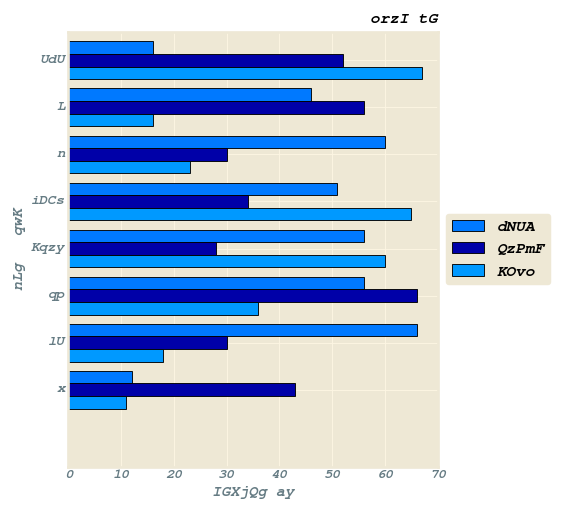 orzI tG
UdU
L
n
iDCs
Kqzy
qp
lU
x
nLg  qwK
0 10 20 30 40 50 60 70
IGXjQg ay
dNUA
QzPmF
KOvo